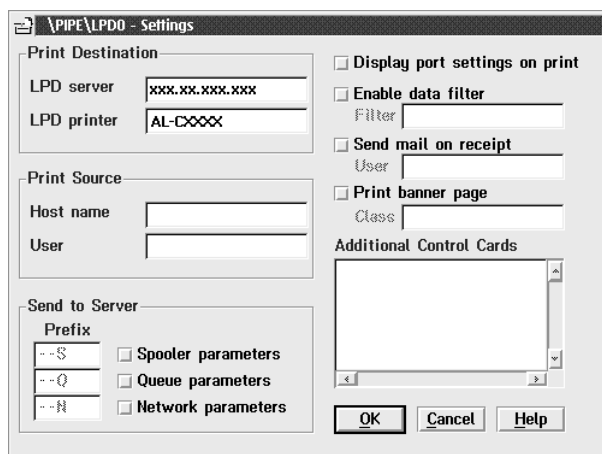 \PIPE\LPD0 - Settings
Print Destination
LPD server xxx.xx.xxx.xxx
LPD printer AL-CXXXX
Print Source
Host name
User
Send to Server
Prefix
--S Spooler parameters
--Q Queue parameters
--N Network parameters
Display port settings on print
Enable data filter
Filter
Send mail on receipt
User
Print banner page
Class
Additional Control Cards
OK Cancel Help